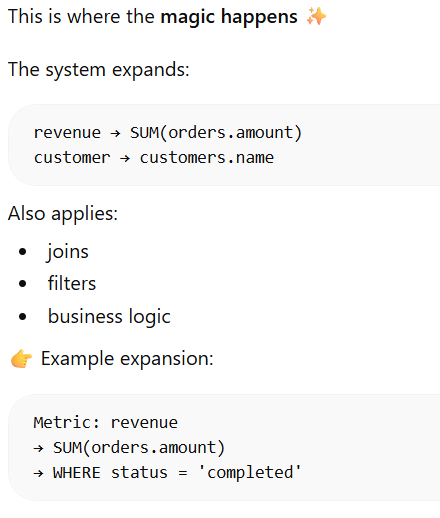 This is where the magic happens ✨
The system expands:
revenue → SUM(orders.amount)
customer → customers.name
Also applies:
• joins
• filters
• business logic
👉 Example expansion:
Metric: revenue
→ SUM(orders.amount)
→ WHERE status = 'completed'